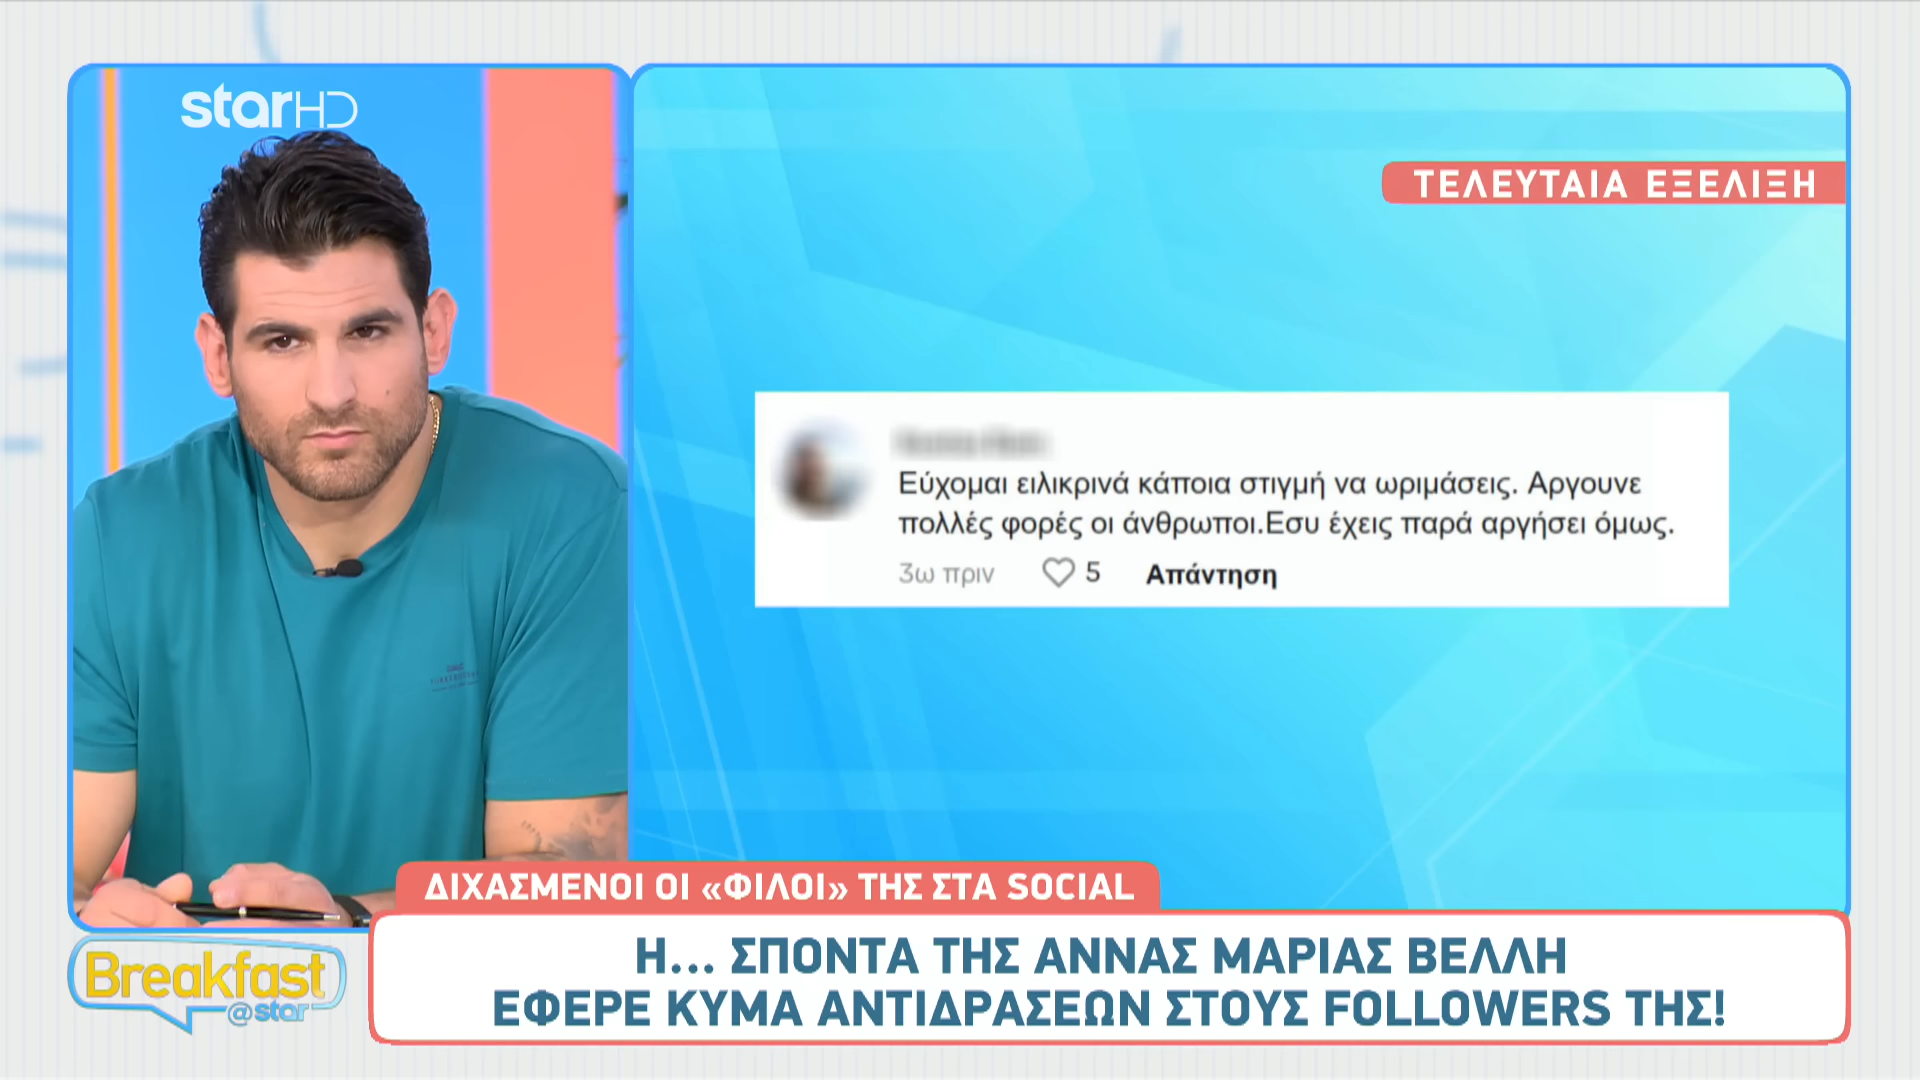 starHD
ΤΕΛΕΥΤΑΙΑ ΕΞΕΛΙΞΗ
Εύχομαι ειλικρινά κάποια στιγμή να ωριμάσεις. Αργουνε
πολλές φορές οι άνθρωποι.Εσυ έχεις παρά αργήσει όμως.
3ω πριν 5 Απάντηση
ΔΙΧΑΣΜΕΝΟΙ ΟΙ «ΦΙΛΟΙ» ΤΗΣ ΣΤΑ SOCIAL
Η... ΣΠΟΝΤΑ ΤΗΣ ΑΝΝΑΣ ΜΑΡΙΑΣ ΒΕΛΛΗ
ΕΦΕΡΕ ΚΥΜΑ ΑΝΤΙΔΡΑΣΕΩΝ ΣΤΟΥΣ FOLLOWERS ΤΗΣ!
Breakfast
@star